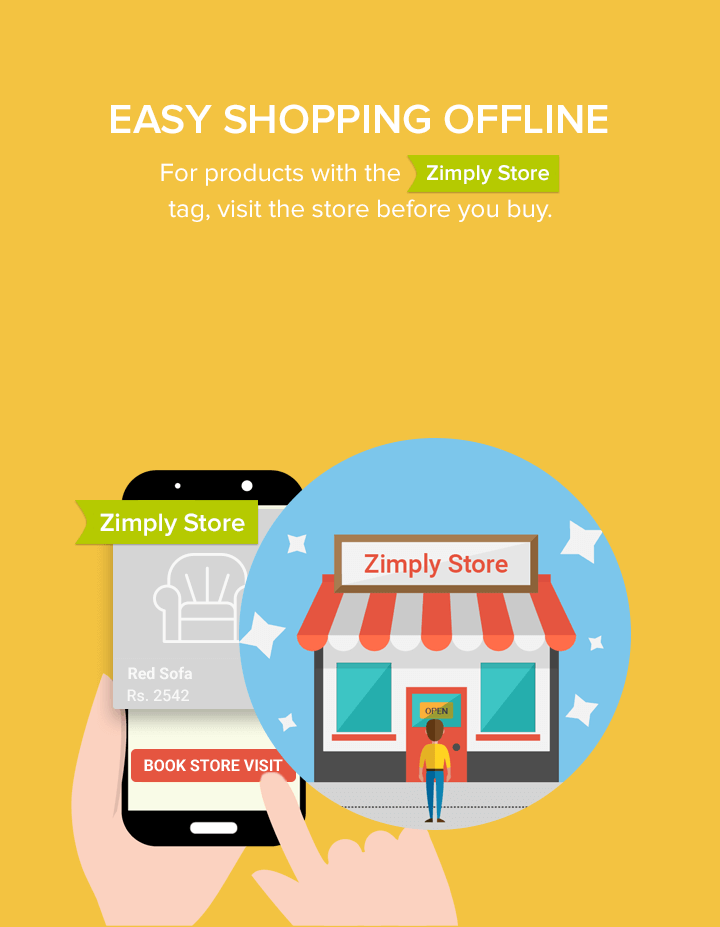 EASY SHOPPING OFFLINE
For products with the Zimply Store
tag, visit the store before you buy.
Zimply Store
Red Sofa
Rs. 2542
BOOK STORE VISIT
Zimply Store
OPEN